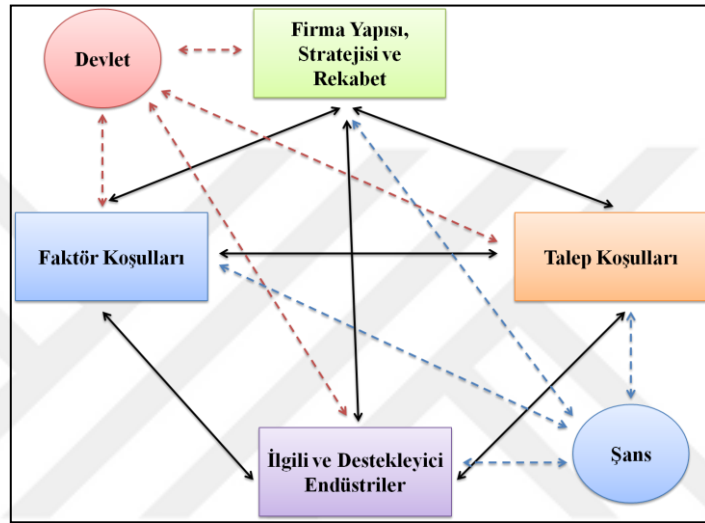 Devlet
Firma Yapısı,
Stratejisi ve
Rekabet
Faktör Koşulları
Talep Koşulları
İlgili ve Destekleyici
Endüstriler
Şans